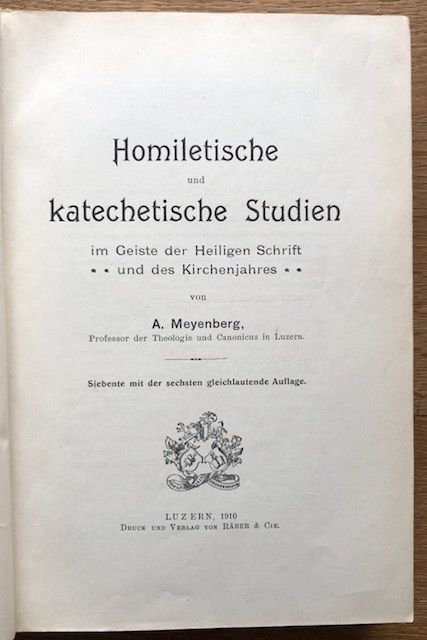 Homiletische
und
katechetische Studien
im Geiste der Heiligen Schrift
und des Kirchenjahres
von
A. Meyenberg,
Professor der Theologie und Canonicus in Luzern.
Siebente mit der sechsten gleichlautende Auflage.
LUZERN, 1910
DRUCK UND VERLAG VON RÄBER & CIE.